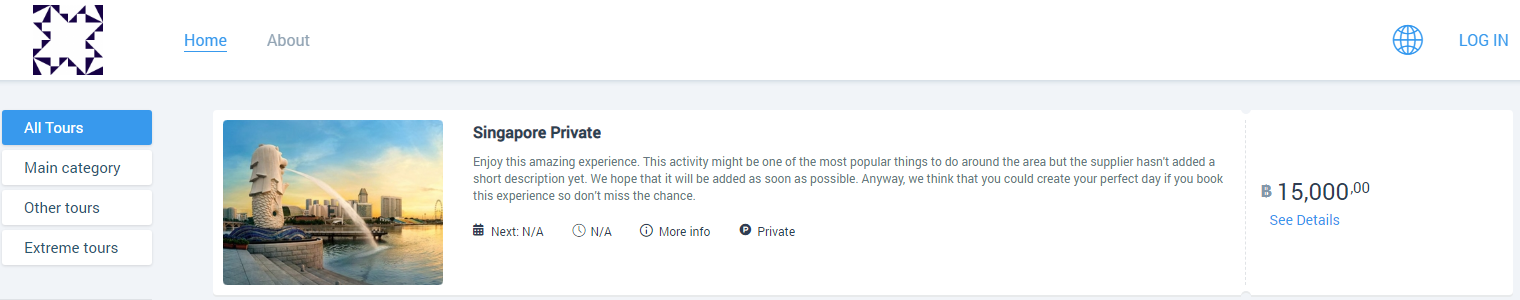 Home
About
LOG IN
All Tours
Main category
Other tours
Extreme tours
Singapore Private
Enjoy this amazing experience. This activity might be one of the most popular things to do around the area but the supplier hasn't added a
short description yet. We hope that it will be added as soon as possible. Anyway, we think that you could create your perfect day if you book
this experience so don't miss the chance.
Next: N/A
N/A
More info
Private
฿ 15,000,00
See Details